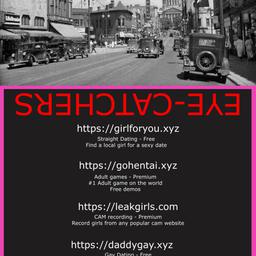 EYE-CATCHERS
https://girlforyou.xyz
Straight Dating - Free
Find a local girl for a sexy date
https://gohentai.xyz
Adult games - Premium
#1 Adult game on the world
Free demos
https://leakgirls.com
CAM recording - Premium
Record girls from any popular cam website
https://daddygay.xyz
Gay Dating - Free